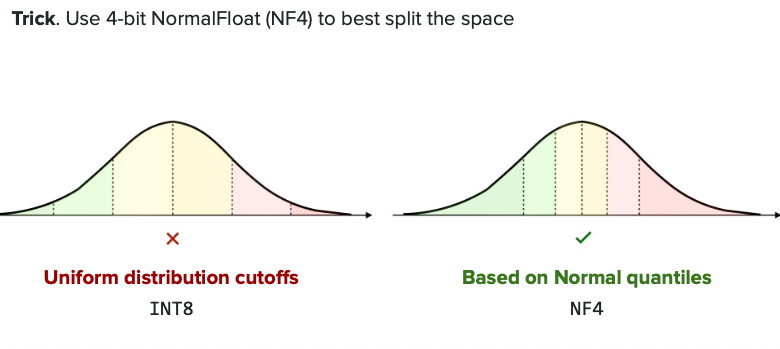 Trick. Use 4-bit NormalFloat (NF4) to best split the space
Uniform distribution cutoffs
INT8
Based on Normal quantiles
NF4